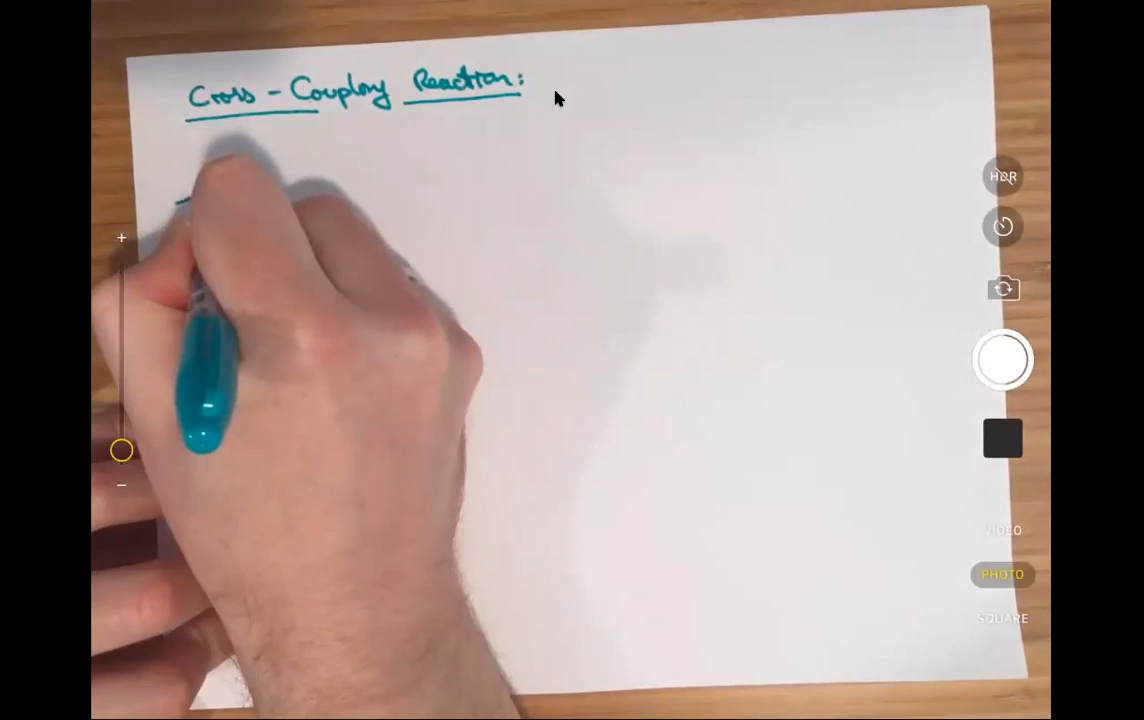 Cross - Coupling Reaction:
HDR
+
-
VIDEO
PHOTO
SQUARE